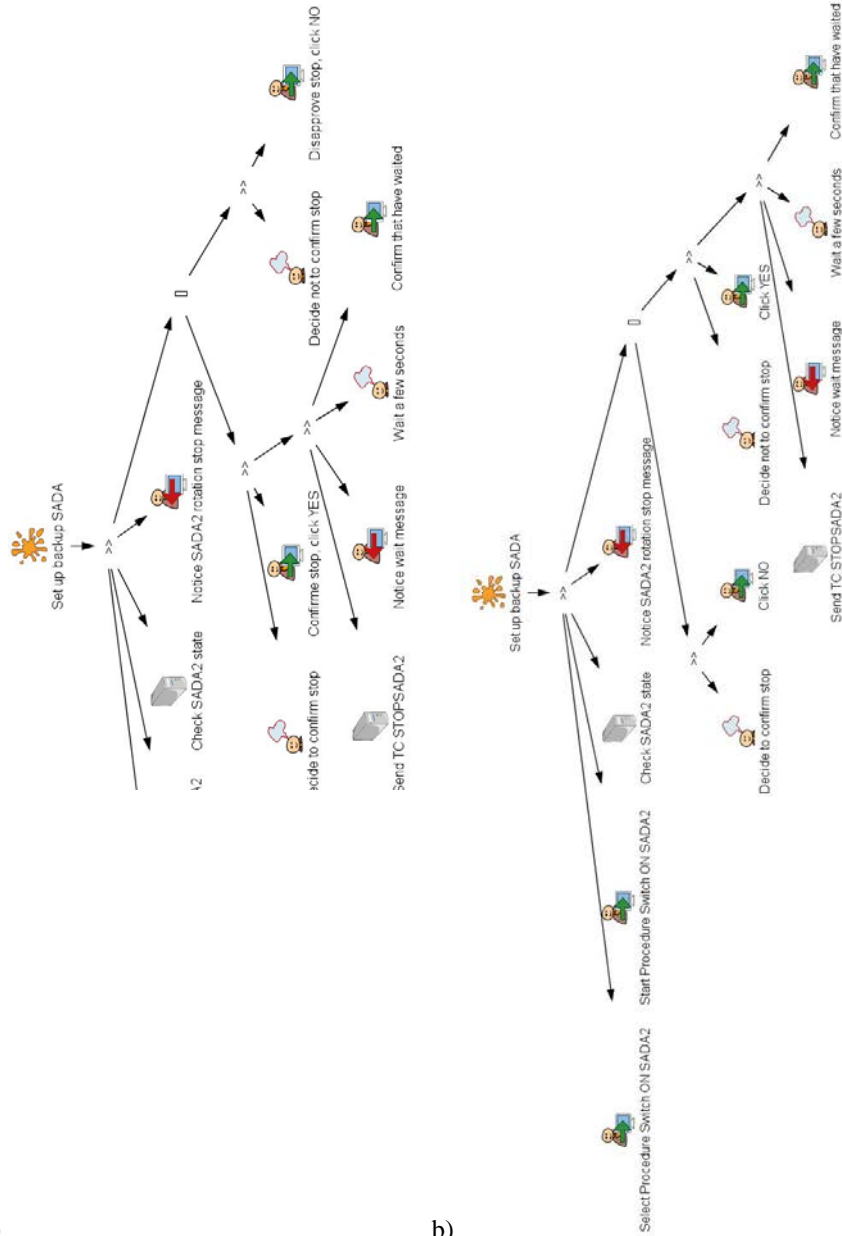 Set up backup SADA
>>
A2
Check SADA2 state
Notice SADA2 rotation stop message
[]
>>
>>
ecide to confirm stop
Confirme stop, click YES
>>
Decide not to confirm stop
Disapprove stop, click NO
Send TC STOPSADA2
Notice wait message
Wait a few seconds
Confirm that have waited
Set up backup SADA
>>
Select Procedure Switch ON SADA2
Start Procedure Switch ON SADA2
Check SADA2 state
Notice SADA2 rotation stop message
[]
>>
>>
Decide to confirm stop
Click NO
Decide not to confirm stop
Click YES
>>
Send TC STOPSADA2
Notice wait message
Wait a few seconds
Confirm that have waited
b)